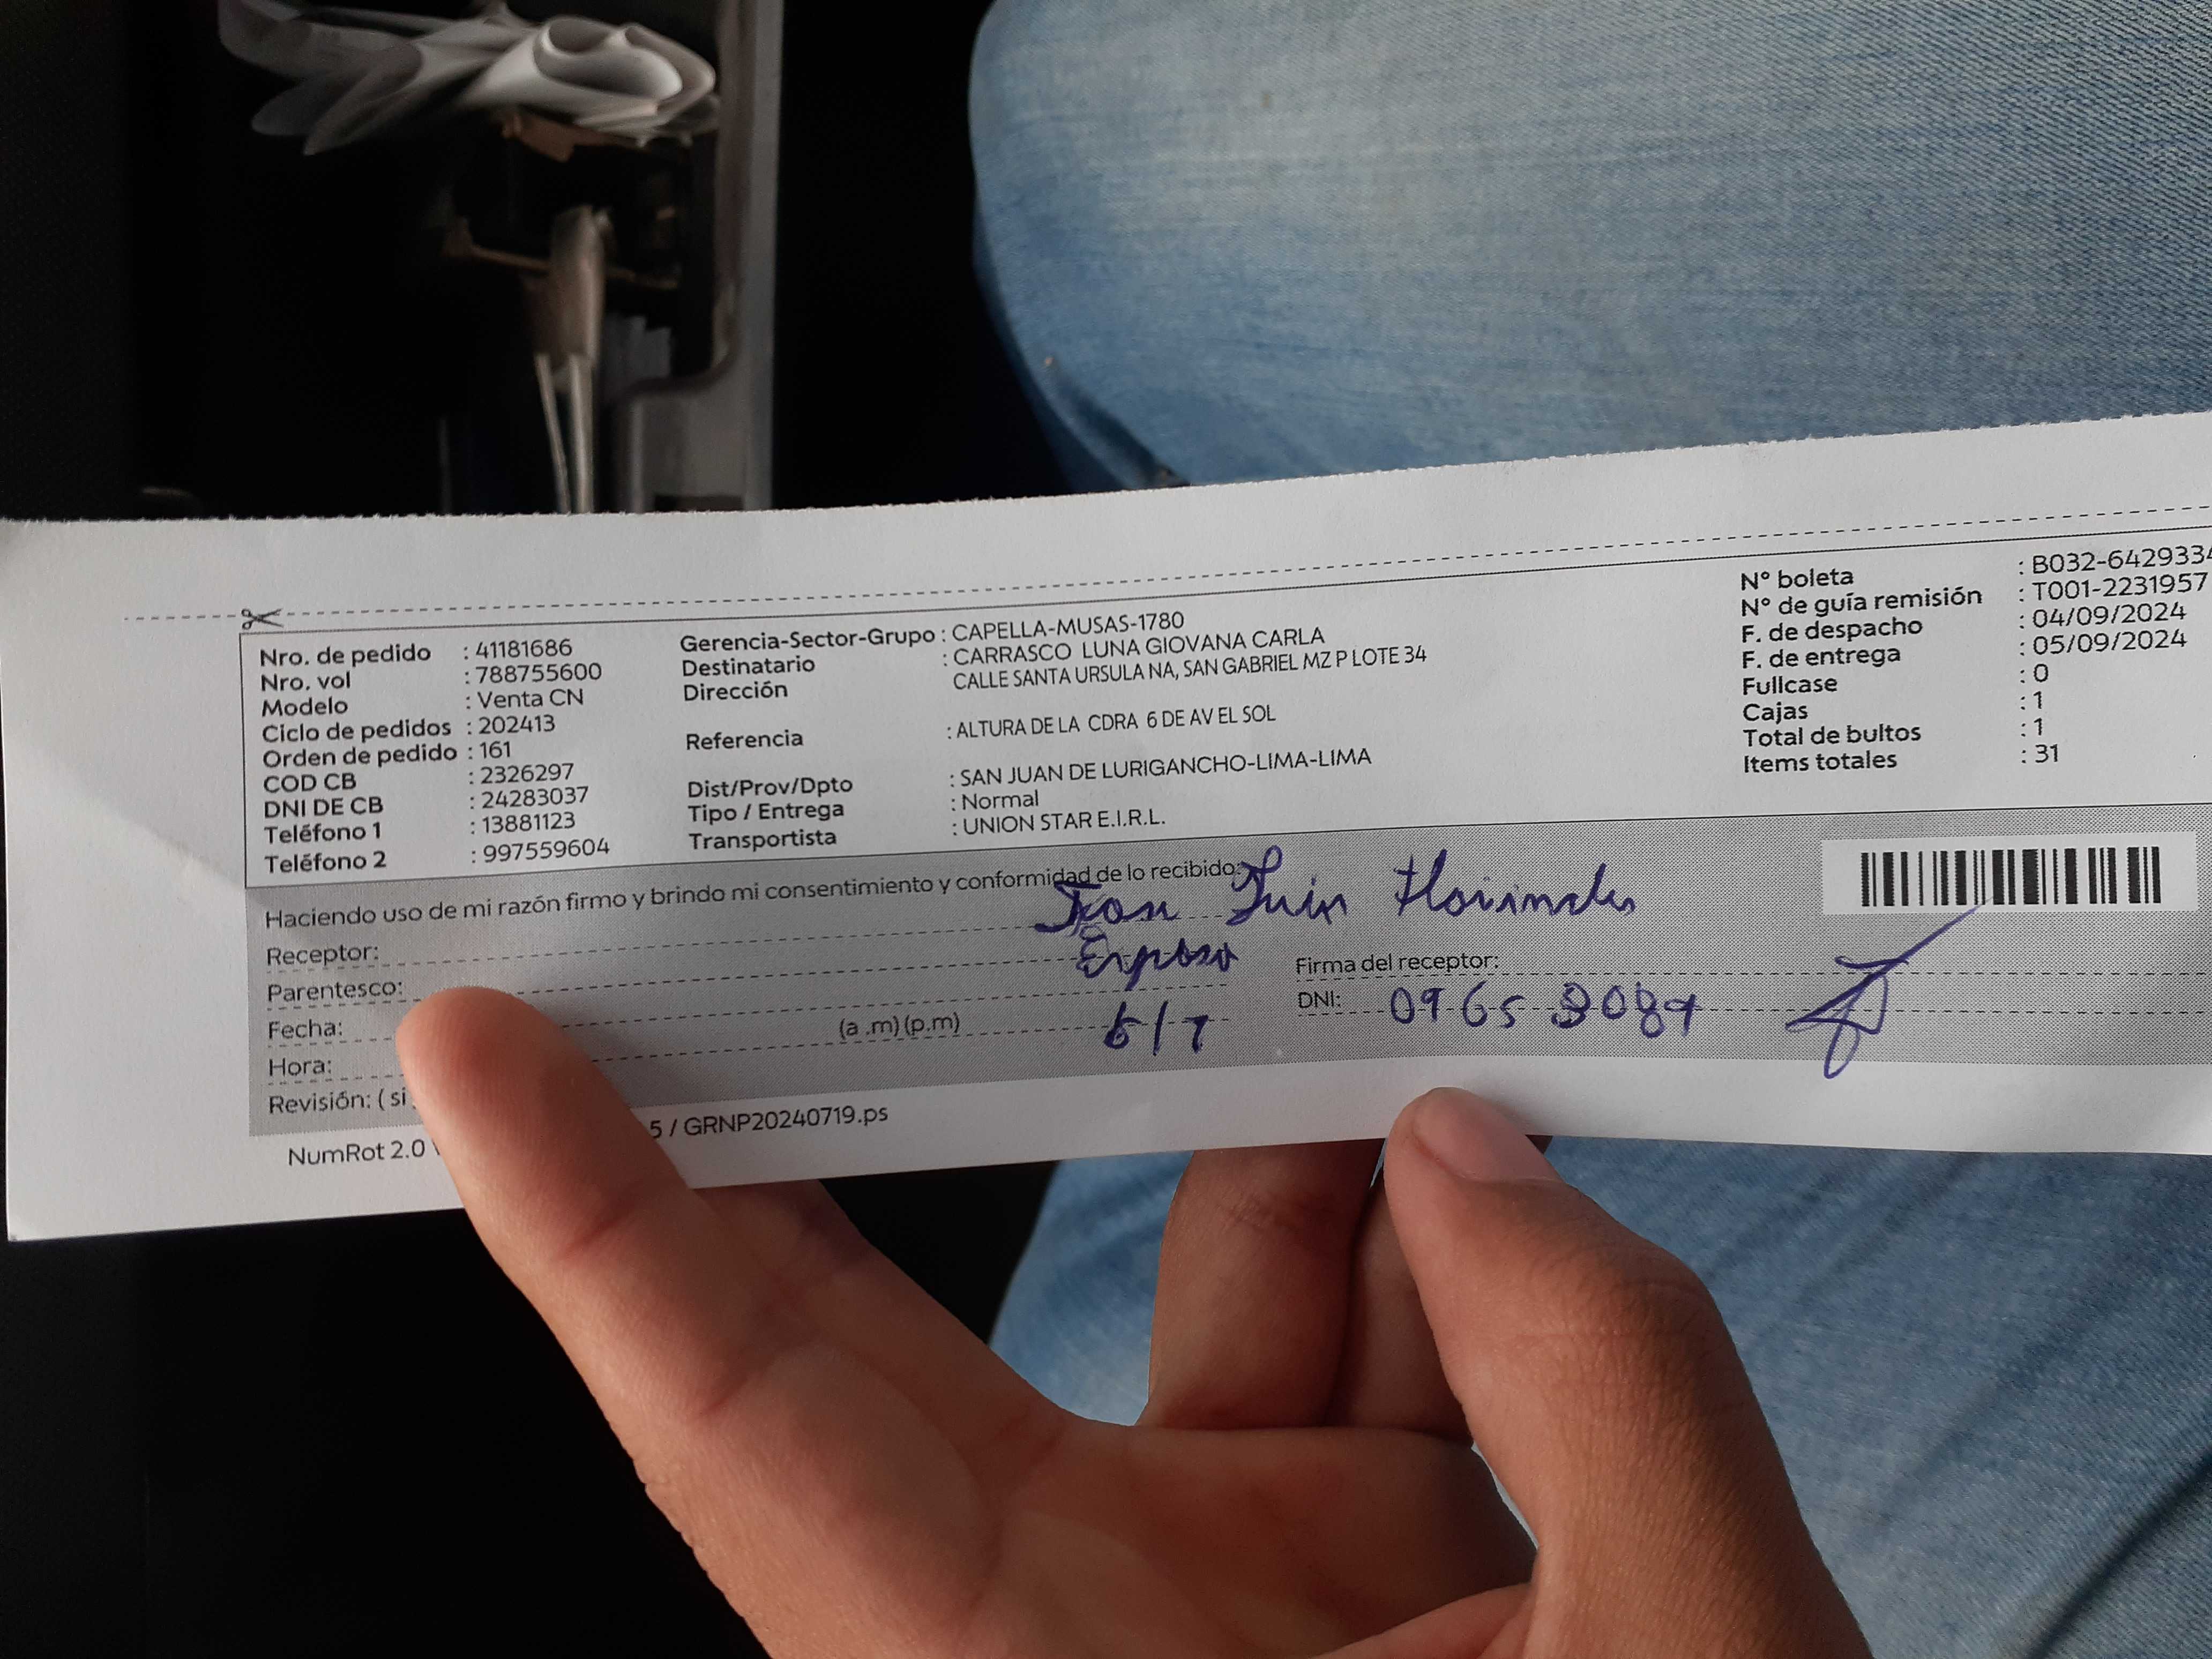 Nro. de pedido : 41181686
Nro. vol : 788755600
Modelo : Venta CN
Ciclo de pedidos : 202413
Orden de pedido : 161
COD CB : 2326297
DNI DE CB : 24283037
Teléfono 1 : 13881123
Teléfono 2 : 997559604
Gerencia-Sector-Grupo : CAPELLA-MUSAS-1780
Destinatario : CARRASCO LUNA GIOVANA CARLA
Dirección CALLE SANTA URSULA NA, SAN GABRIEL MZ P LOTE 34
Referencia : ALTURA DE LA CDRA 6 DE AV EL SOL
Dist/Prov/Dpto : SAN JUAN DE LURIGANCHO-LIMA-LIMA
Tipo / Entrega : Normal
Transportista : UNION STAR E.I.R.L.
N° boleta : B032-6429334
N° de guía remisión : T001-2231957
F. de despacho : 04/09/2024
F. de entrega : 05/09/2024
Fullcase : 0
Cajas : 1
Total de bultos : 1
Items totales : 31
Haciendo uso de mi razón firmo y brindo mi consentimiento y conformidad de lo recibido:
Receptor:
Parentesco: Esposo
Fecha:
Hora: (a .m) (p.m)
Revisión: ( si
Firma del receptor:
DNI: 0965 3089
NumRot 2.0
5 / GRNP20240719.ps